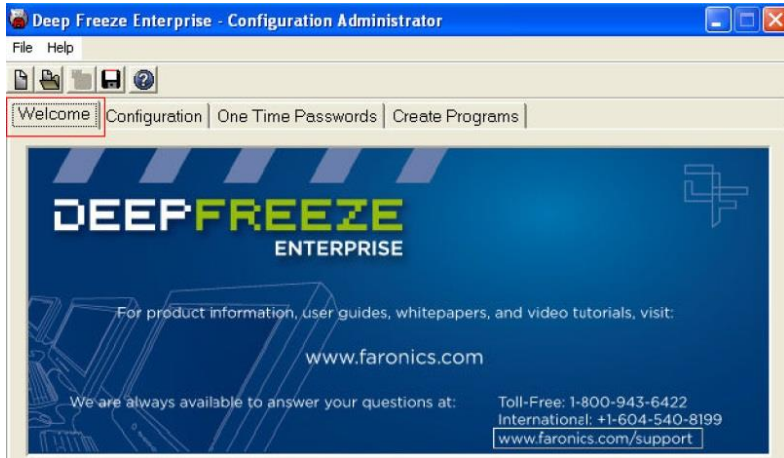 Deep Freeze Enterprise - Configuration Administrator
File Help
Welcome Configuration One Time Passwords Create Programs
DEEPFREEZE
ENTERPRISE
For product information, user guides, whitepapers, and video tutorials, visit:
www.faronics.com
We are always available to answer your questions at: Toll-Free: 1-800-943-6422
International: +1-604-540-8199
www.faronics.com/support